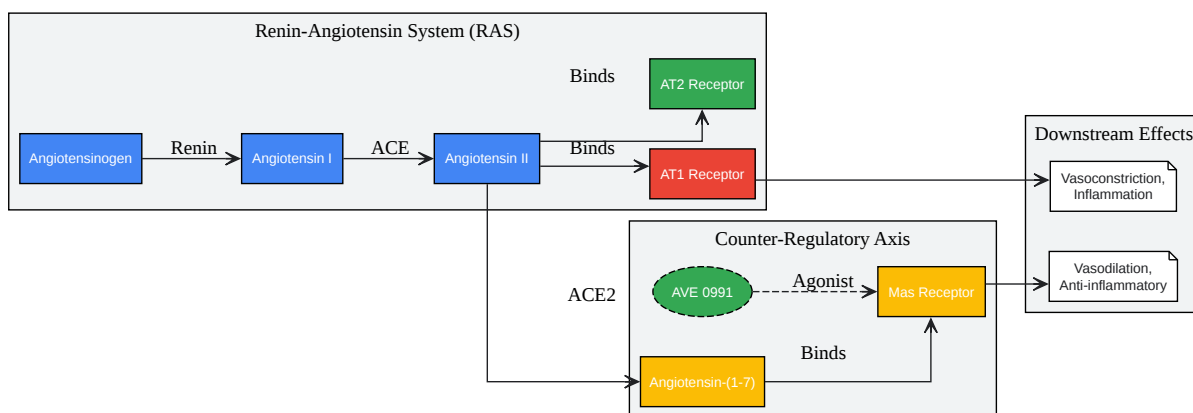 Renin-Angiotensin System (RAS)
Binds
AT2 Receptor
Angiotensinogen
Renin
Angiotensin I
ACE
Angiotensin II
Binds
AT1 Receptor
Downstream Effects
Vasoconstriction,
Inflammation
Counter-Regulatory Axis
ACE2
AVE 0991
Agonist
Mas Receptor
Vasodilation,
Anti-inflammatory
Angiotensin-(1-7)
Binds